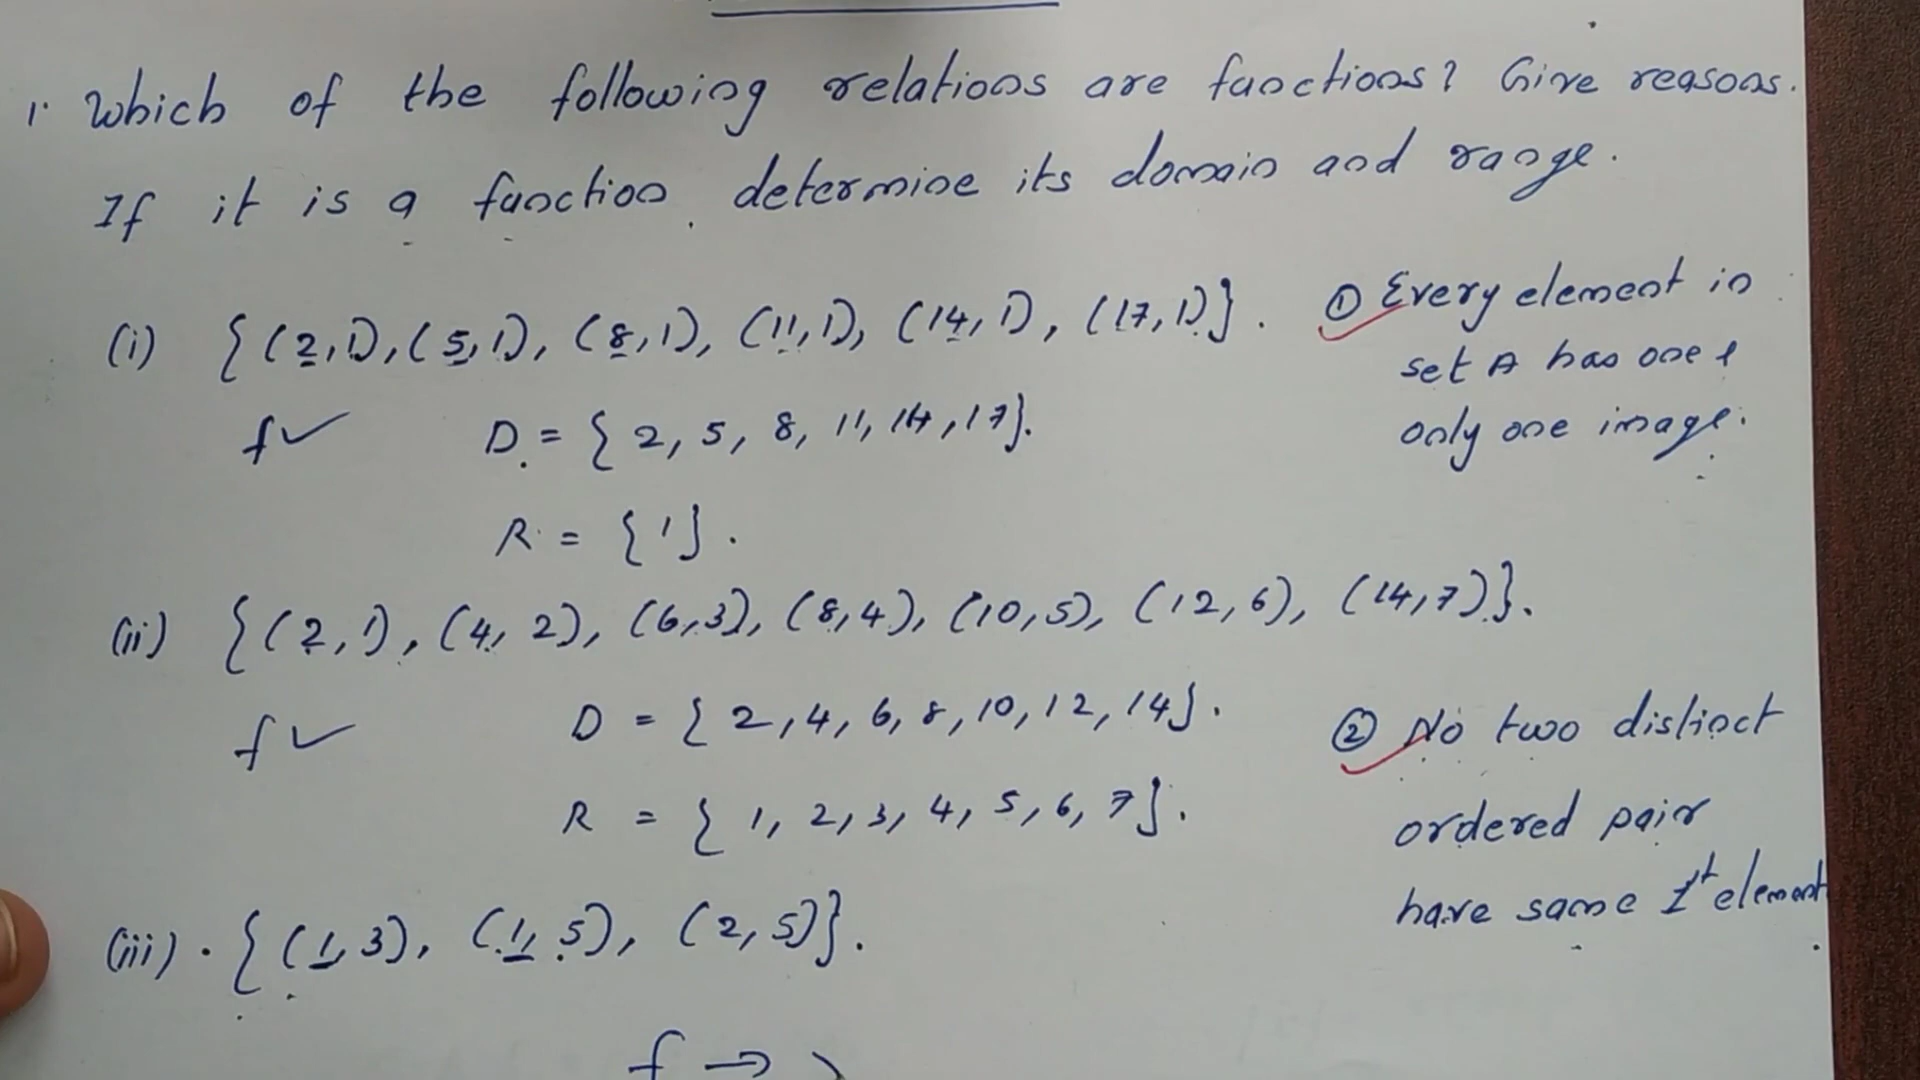 1. Which of the following relations are functions? Give reasons.
If it is a function, determine its domain and range.
(i) {(2,1),(5,1), (8,1), (11,1), (14,1), (17,1)}.
① Every element in
set A has one &
only one image.
f✓ D = { 2, 5, 8, 11, 14, 17}.
R = {1}.
(ii) {(2,1), (4, 2), (6,3), (8,4), (10,5), (12,6), (14,7)}.
f✓ D = { 2, 4, 6, 8, 10, 12, 14}.
R = { 1, 2, 3, 4, 5, 6, 7}.
② No two distinct
ordered pair
have same 1st element
(iii) {(1,3), (1,5), (2,5)}.
f →